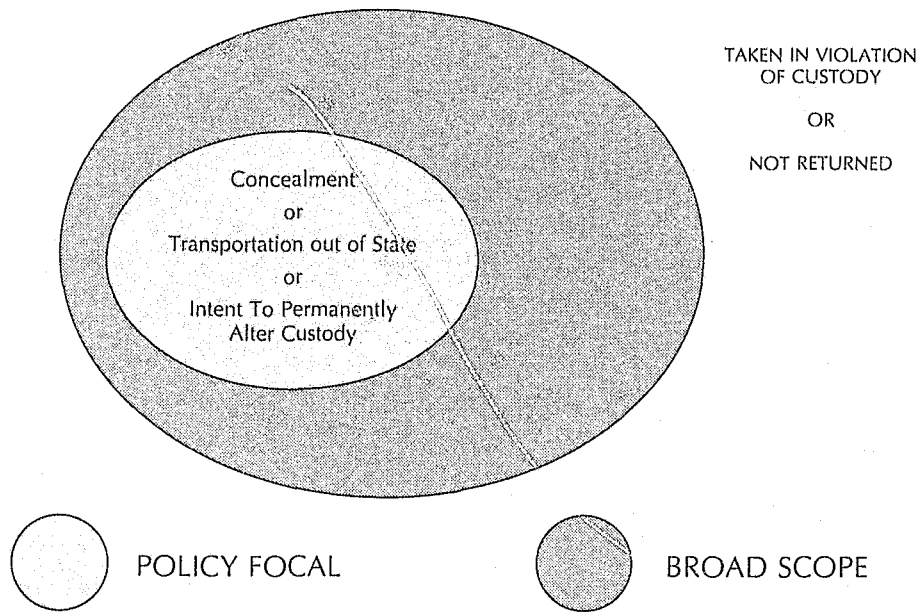 TAKEN IN VIOLATION
OF CUSTODY
OR
NOT RETURNED
Concealment
or
Transportation out of State
or
Intent To Permanently
Alter Custody
POLICY FOCAL
BROAD SCOPE